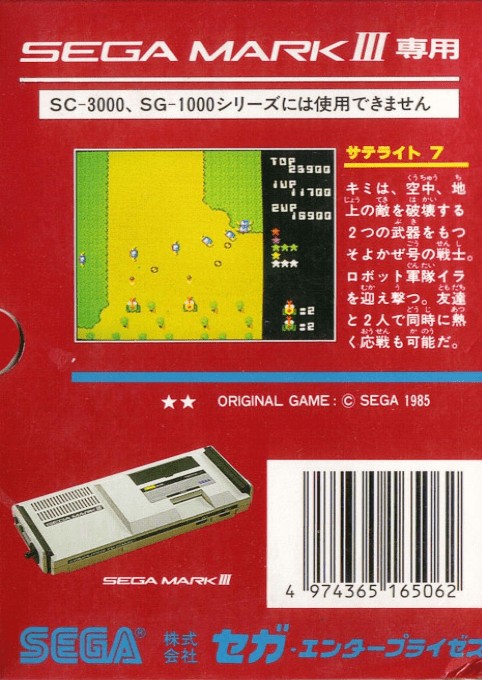 SEGA MARK III 専用
SC-3000、SG-1000シリーズには使用できません
TOP
25900
1UP
11700
2UP
16900
=2
=2
サテライト 7
キミは、空中、地
上の敵を破壊する
2つの武器をもつ
そよかぜ号の戦士。
ロボット軍隊イラ
を迎え撃つ。友達
と2人で同時に熱
く応戦も可能だ。
★★ ORIGINAL GAME: © SEGA 1985
SEGA MARK III
4 974365 165062
SEGA® 株式会社 セガ・エンタープライゼス